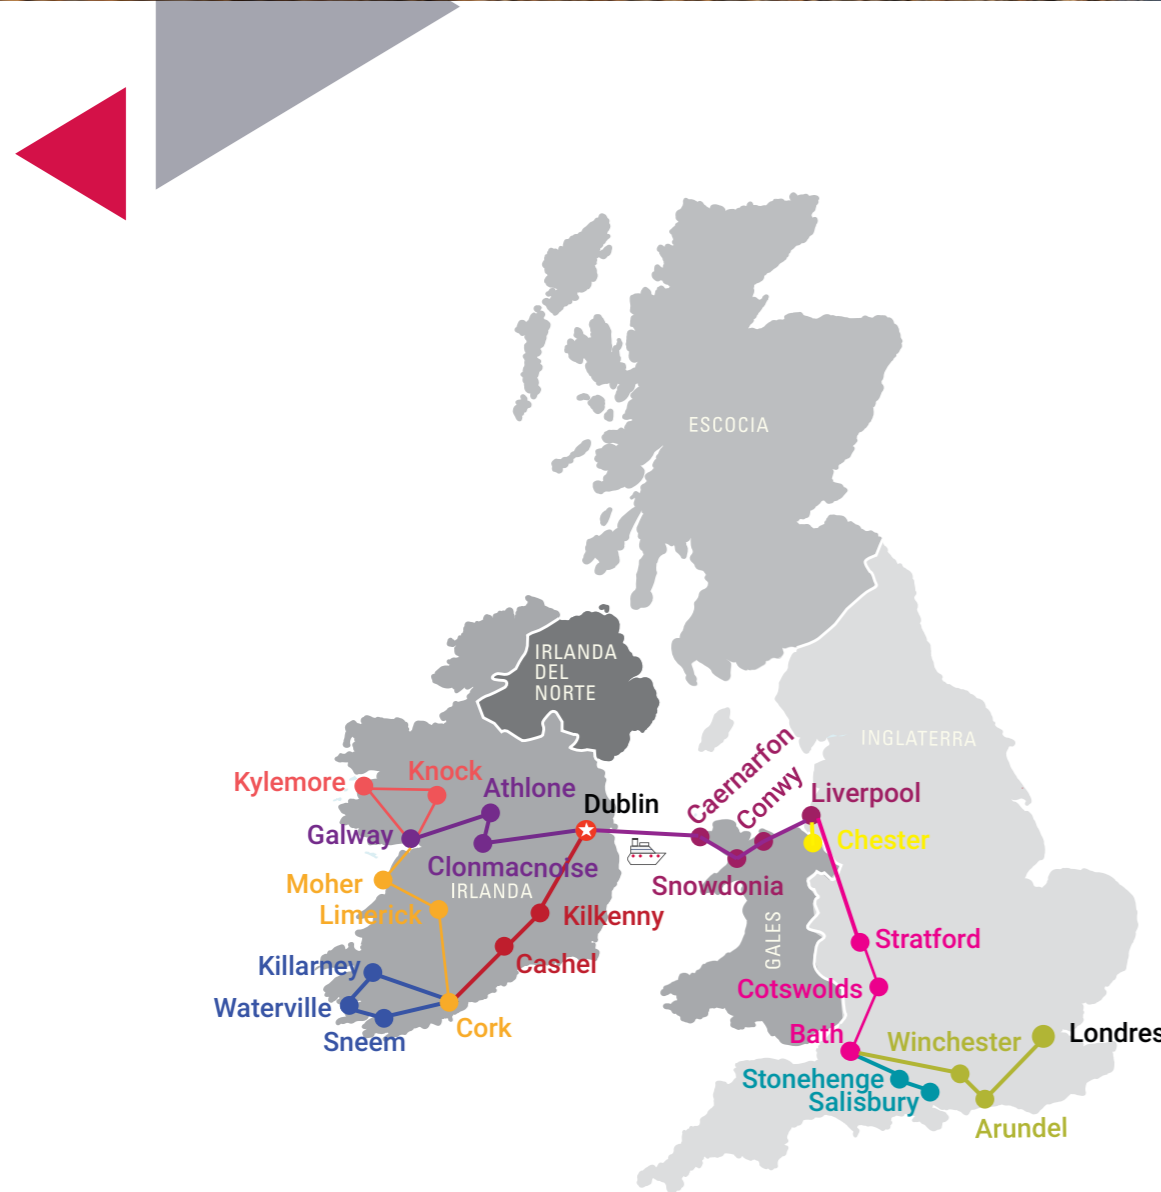 ESCOCIA
IRLANDA
DEL
NORTE
INGLATERRA
Caernarfon
Conwy
Knock
Kylemore
Athlone
Dublin
Liverpool
Galway
Chester
Clonmacnoise
Moher
IRLANDA
Snowdonia
Limerick
Kilkenny
GALES
Stratford
Killarney
Cashel
Cotswolds
Waterville
Cork
Sneem
Bath
Winchester
Londres
Stonehenge
Salisbury
Arundel